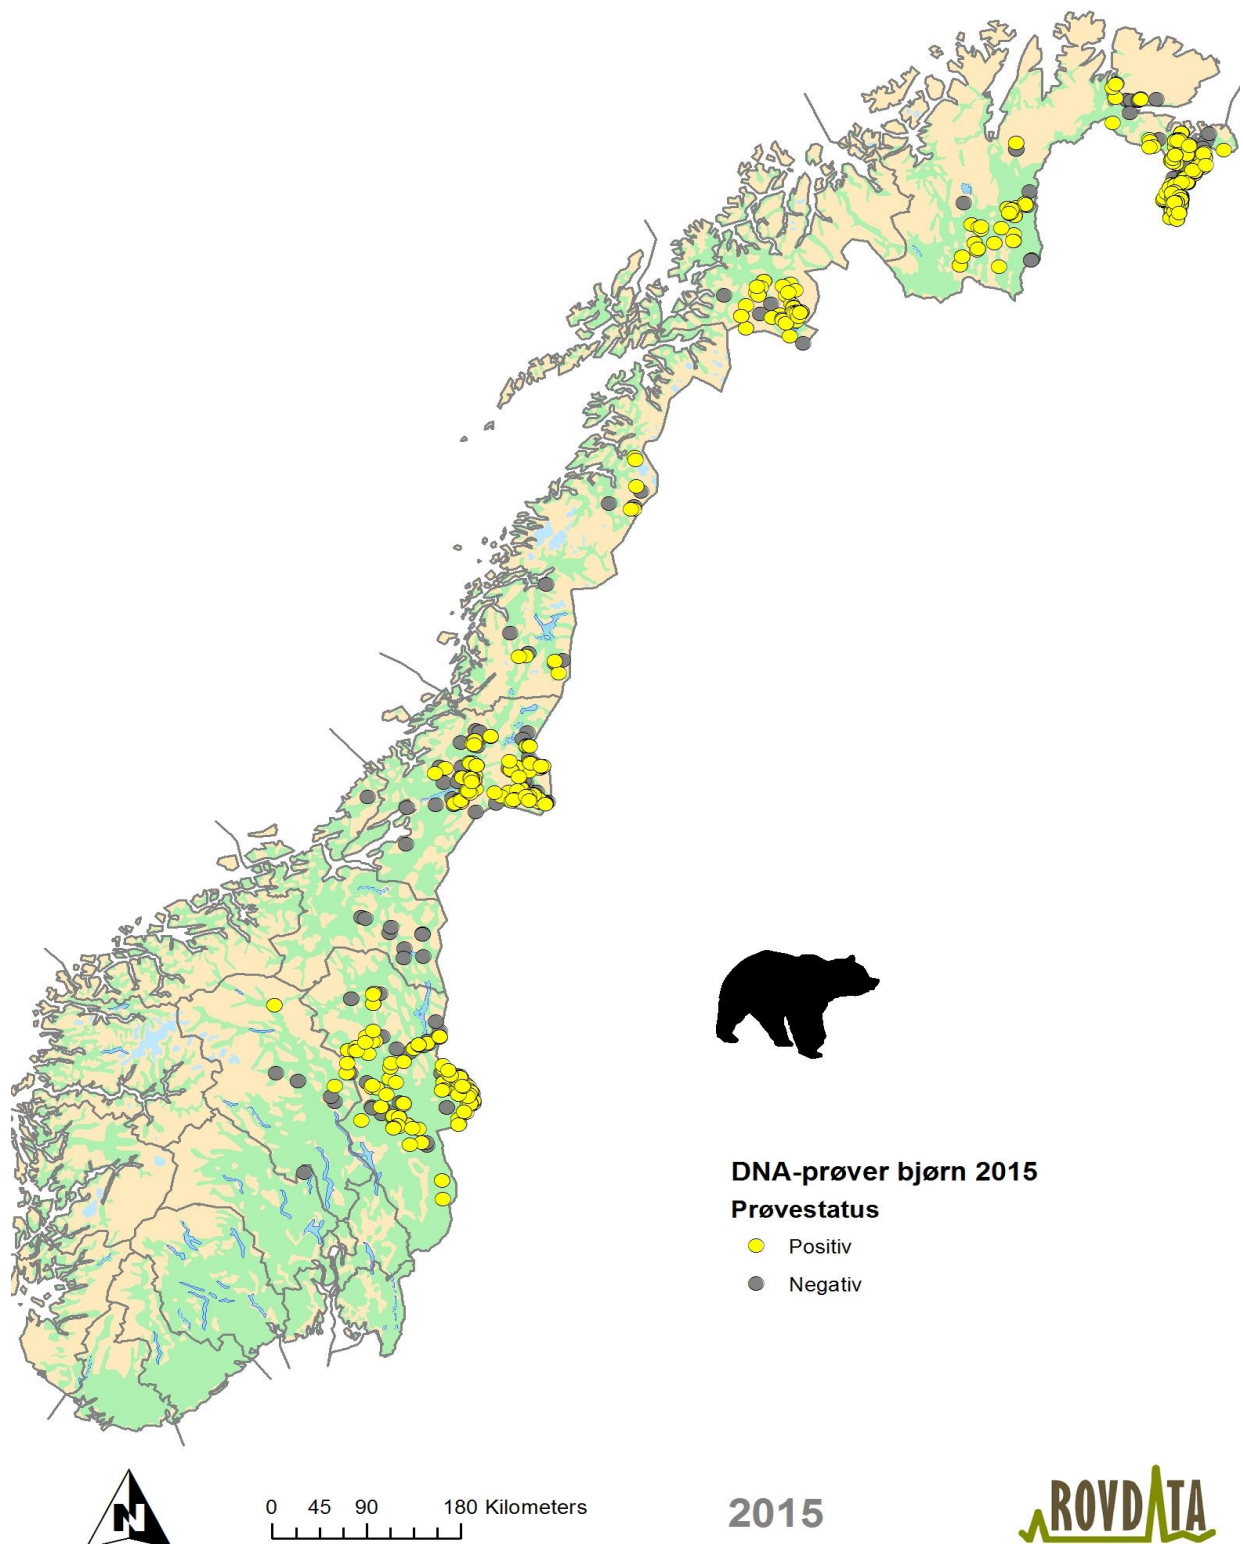 DNA-prøver bjørn 2015
Prøvestatus
Positiv
Negativ
N
0 45 90 180 Kilometers
2015
ROVDATA